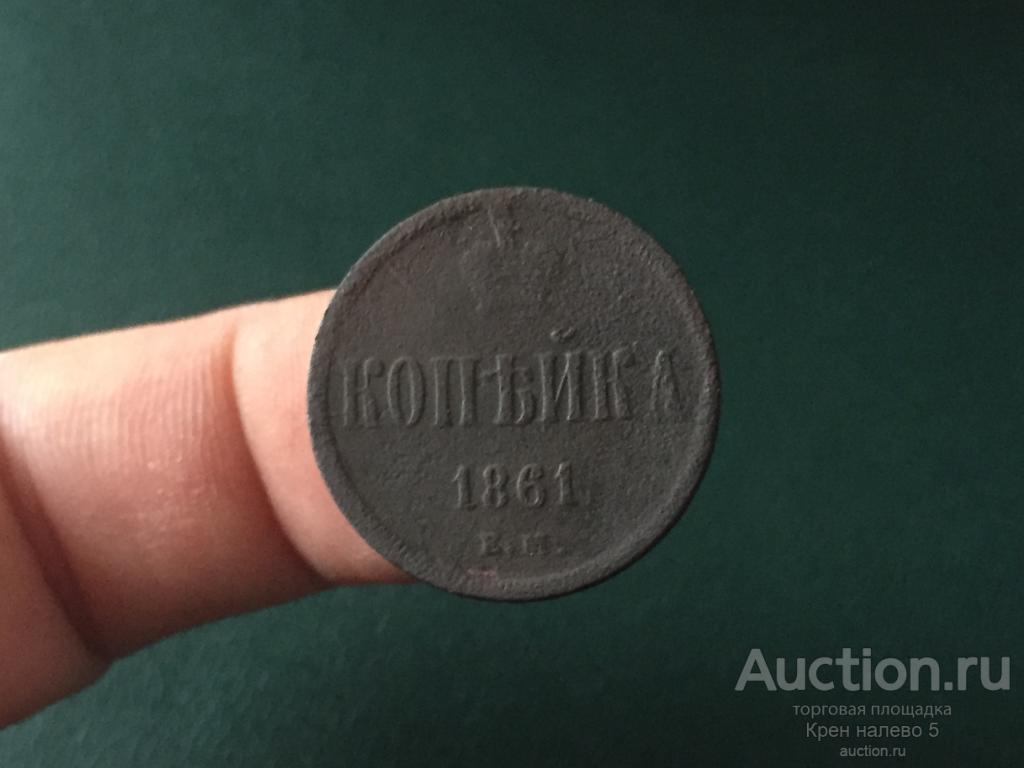 КОПѢЙКА
1861
Е.М.
Auction.ru
торговая площадка
Крен налево 5
auction.ru